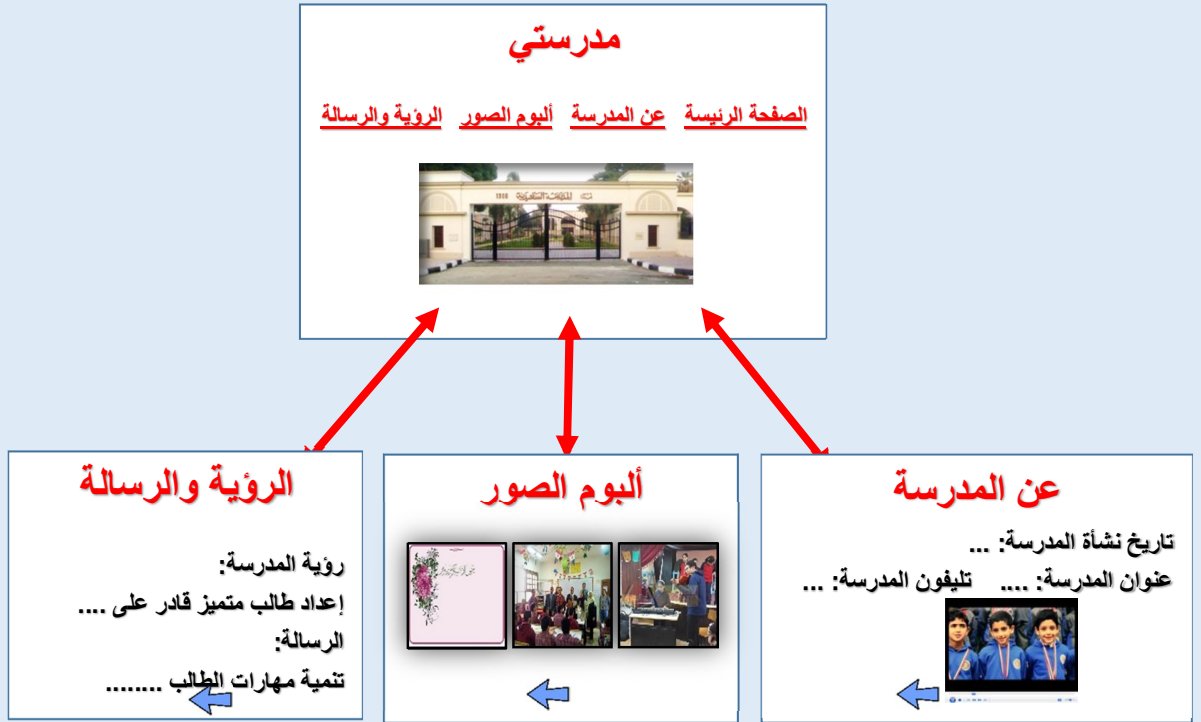 مدرستي
الصفحة الرئيسة عن المدرسة ألبوم الصور الرؤية والرسالة
1900
عن المدرسة
تاريخ نشأة المدرسة: ...
عنوان المدرسة: .... تليفون المدرسة: ...
ألبوم الصور
الرؤية والرسالة
رؤية المدرسة:
إعداد طالب متميز قادر على ....
الرسالة:
تنمية مهارات الطالب ........